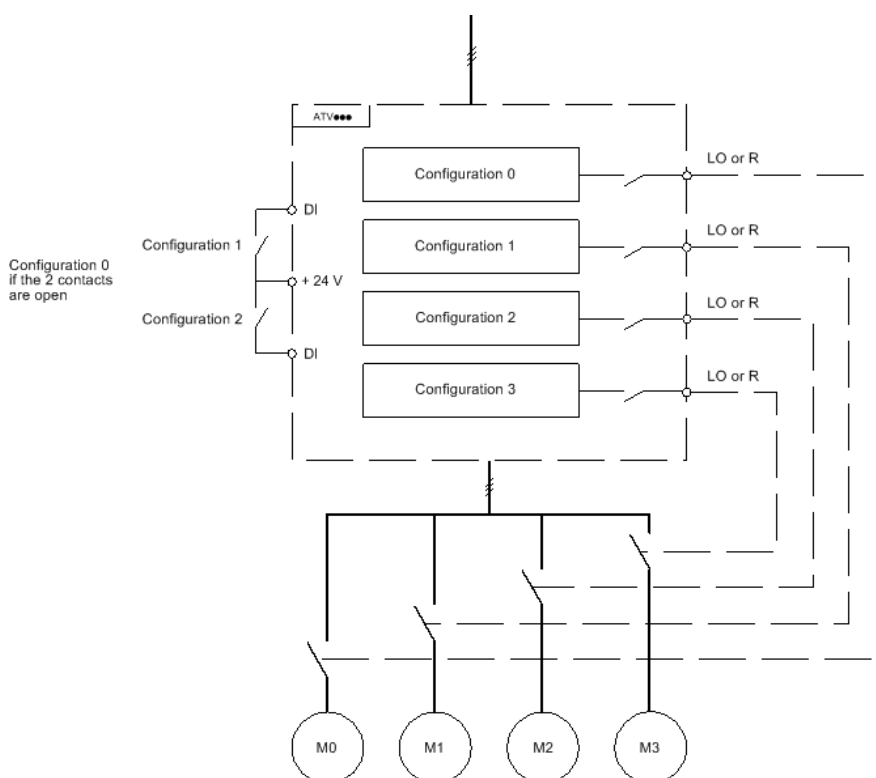 ATV●●●
Configuration 0
LO or R
DI
Configuration 1
Configuration 1
LO or R
Configuration 0
if the 2 contacts
are open
+ 24 V
Configuration 2
Configuration 2
LO or R
DI
Configuration 3
LO or R
M0
M1
M2
M3